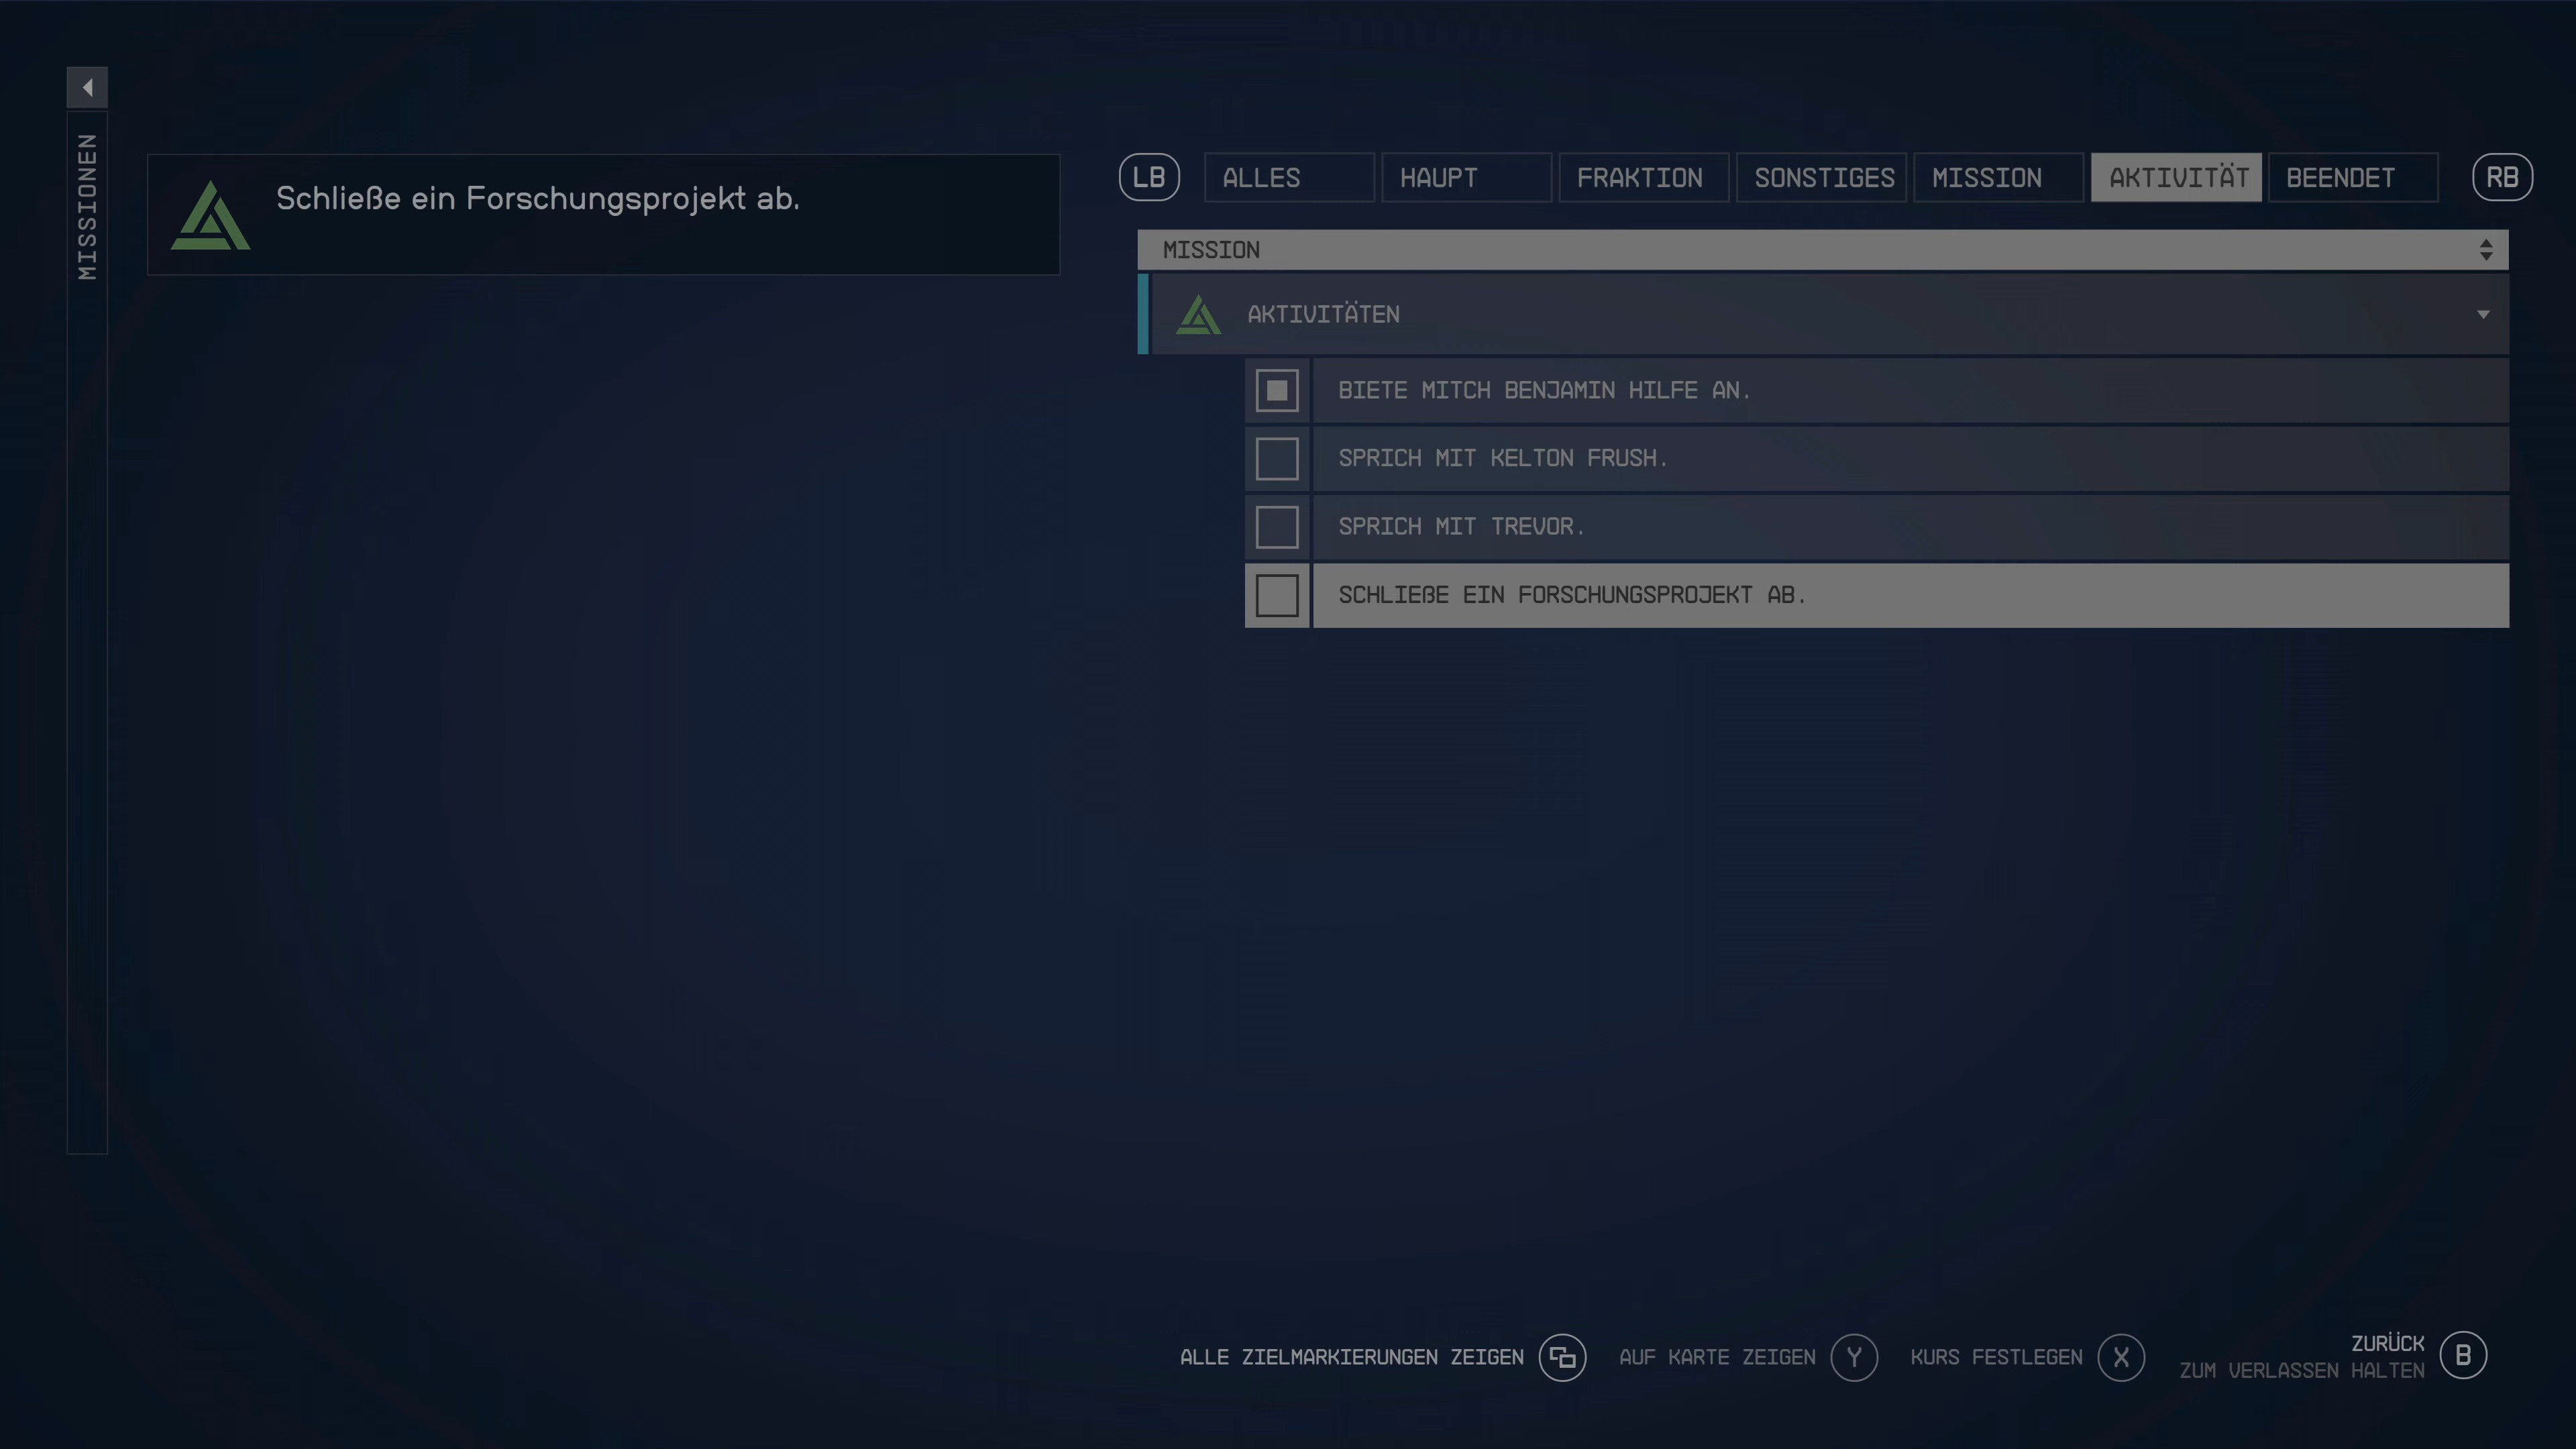 MISSIONEN
Schließe ein Forschungsprojekt ab.
LB ALLES HAUPT FRAKTION SONSTIGES MISSION AKTIVITÄT BEENDET RB
MISSION
AKTIVITÄTEN
BIETE MITCH BENJAMIN HILFE AN.
SPRICH MIT KELTON FRUSH.
SPRICH MIT TREVOR.
SCHLIEßE EIN FORSCHUNGSPROJEKT AB.
ALLE ZIELMARKIERUNGEN ZEIGEN AUF KARTE ZEIGEN Y KURS FESTLEGEN X ZURÜCK B
ZUM VERLASSEN HALTEN